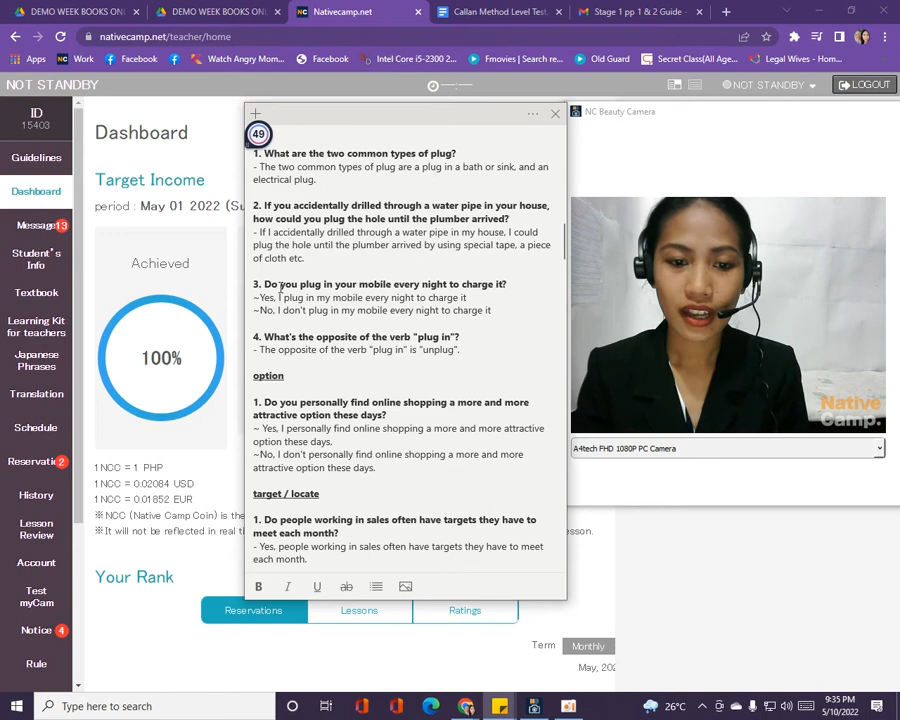 DEMO WEEK BOOKS ONL
DEMO WEEK BOOKS ONL
Nativecamp.net
Callan Method Level Test
Stage 1 pp 1 & 2 Guide -
nativecamp.net/teacher/home
Apps
Work
Facebook
Watch Angry Mom...
Facebook
Intel Core i5-2300 2...
Fmovies | Search re...
Old Guard
Secret Class(All Age...
Legal Wives - Hom...
NOT STANDBY
--:--
NOT STANDBY
LOGOUT
ID
15403
Guidelines
Dashboard
Message
13
Student's
Info
Textbook
Learning Kit
for teachers
Japanese
Phrases
Translation
Schedule
Reservatio
2
History
Lesson
Review
Account
Test
myCam
Notice
4
Rule
Dashboard
Target Income
period : May 01 2022 (Su
Achieved
100%
1 NCC = 1 PHP
1 NCC = 0.02084 USD
1 NCC = 0.01852 EUR
※NCC (Native Camp Coin) is the
※It will not be reflected in real ti
esson.
Your Rank
Reservations
Lessons
Ratings
Term
Monthly
May, 202
49
1. What are the two common types of plug?
- The two common types of plug are a plug in a bath or sink, and an
electrical plug.
2. If you accidentally drilled through a water pipe in your house,
how could you plug the hole until the plumber arrived?
- If I accidentally drilled through a water pipe in my house, I could
plug the hole until the plumber arrived by using special tape, a piece
of cloth etc.
3. Do you plug in your mobile every night to charge it?
~Yes, I plug in my mobile every night to charge it
~No, I don't plug in my mobile every night to charge it
4. What's the opposite of the verb "plug in"?
- The opposite of the verb "plug in" is "unplug".
option
1. Do you personally find online shopping a more and more
attractive option these days?
~ Yes, I personally find online shopping a more and more attractive
option these days.
~No, I don't personally find online shopping a more and more
attractive option these days.
target / locate
1. Do people working in sales often have targets they have to
meet each month?
- Yes, people working in sales often have targets they have to meet
each month.
B I U ab
NC Beauty Camera
Native
Camp.
A4tech FHD 1080P PC Camera
Type here to search
26°C
9:35 PM
5/10/2022